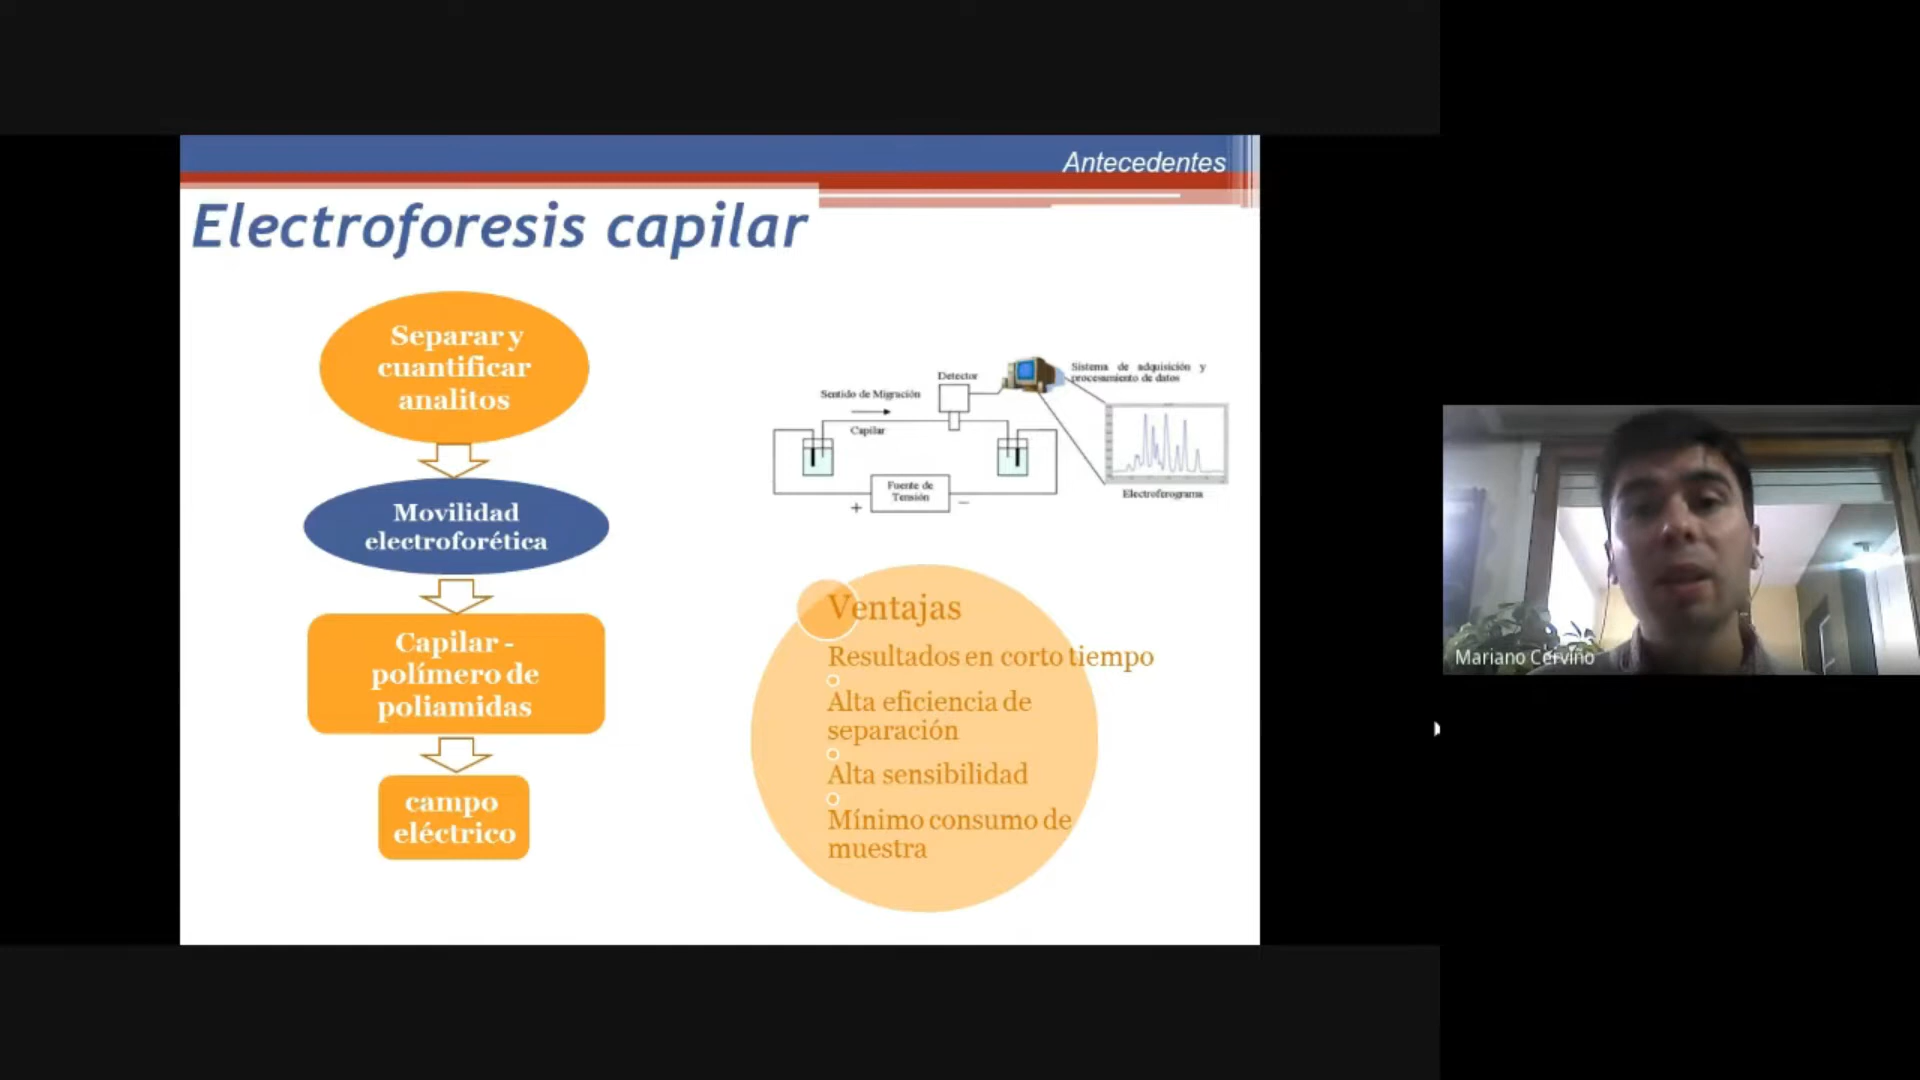 Antecedentes
Electroforesis capilar
Separar y
cuantificar
analitos
Movilidad
electroforética
Capilar -
polímero de
poliamidas
campo
eléctrico
Sentido de Migración
Capilar
Detector
Sistema de adquisición y
procesamiento de datos
Fuente de
Tensión
+
—
Electroferograma
Ventajas
Resultados en corto tiempo
Alta eficiencia de
separación
Alta sensibilidad
Mínimo consumo de
muestra
Mariano Cerviño